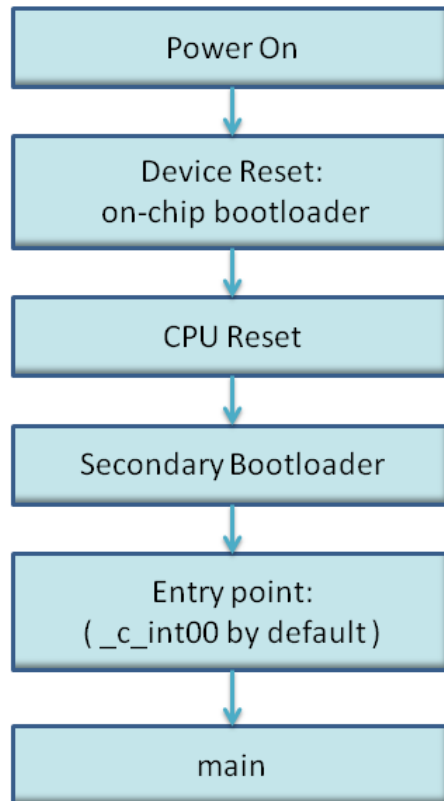 Power On
Device Reset:
on-chip bootloader
CPU Reset
Secondary Bootloader
Entry point:
( _c_int00 by default )
main